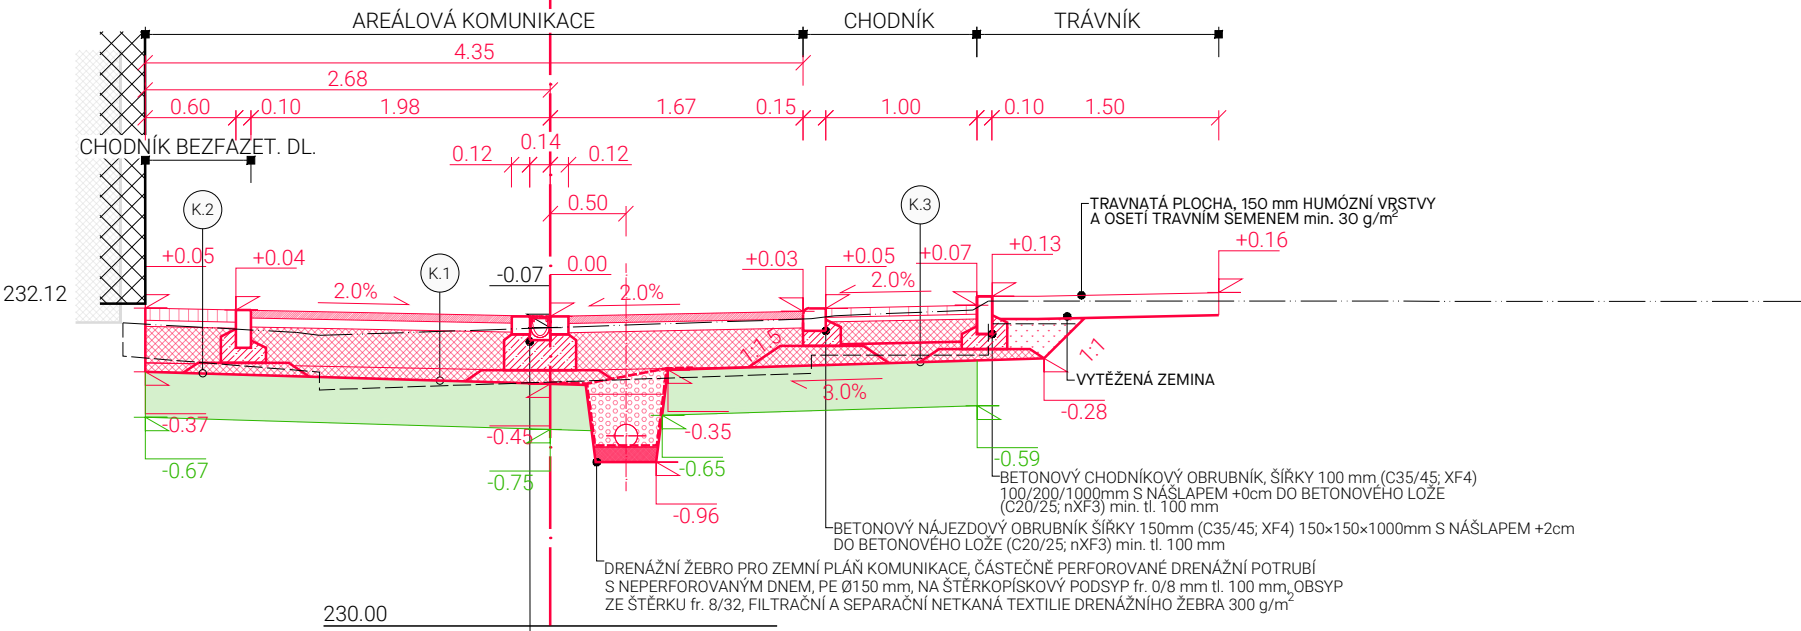 AREÁLOVÁ KOMUNIKACE
CHODNÍK
TRÁVNÍK
4.35
2.68
0.60
0.10
1.98
1.67
0.15
1.00
0.10
1.50
CHODNÍK BEZFAZET. DL.
0.12
0.14
0.12
K.2
0.50
K.3
TRAVNATÁ PLOCHA, 150 mm HUMÓZNÍ VRSTVY
A OSETÍ TRAVNÍM SEMENEM min. 30 g/m²
+0.05
+0.04
K.1
-0.07
0.00
+0.03
+0.05
+0.07
+0.13
+0.16
232.12
2.0%
2.0%
2.0%
1:1.5
1:1
VYTĚŽENÁ ZEMINA
3.0%
-0.37
-0.45
-0.35
-0.28
-0.67
-0.75
-0.65
-0.59
-0.96
BETONOVÝ CHODNÍKOVÝ OBRUBNÍK, ŠÍŘKY 100 mm (C35/45; XF4)
100/200/1000mm S NÁŠLAPEM +0cm DO BETONOVÉHO LOŽE
(C20/25; nXF3) min. tl. 100 mm
BETONOVÝ NÁJEZDOVÝ OBRUBNÍK ŠÍŘKY 150mm (C35/45; XF4) 150×150×1000mm S NÁŠLAPEM +2cm
DO BETONOVÉHO LOŽE (C20/25; nXF3) min. tl. 100 mm
DRENÁŽNÍ ŽEBRO PRO ZEMNÍ PLÁŇ KOMUNIKACE, ČÁSTEČNĚ PERFOROVANÉ DRENÁŽNÍ POTRUBÍ
S NEPERFOROVANÝM DNEM, PE Ø150 mm, NA ŠTĚRKOPÍSKOVÝ PODSYP fr. 0/8 mm tl. 100 mm, OBSYP
ZE ŠTĚRKU fr. 8/32, FILTRAČNÍ A SEPARAČNÍ NETKANÁ TEXTILIE DRENÁŽNÍHO ŽEBRA 300 g/m²
230.00